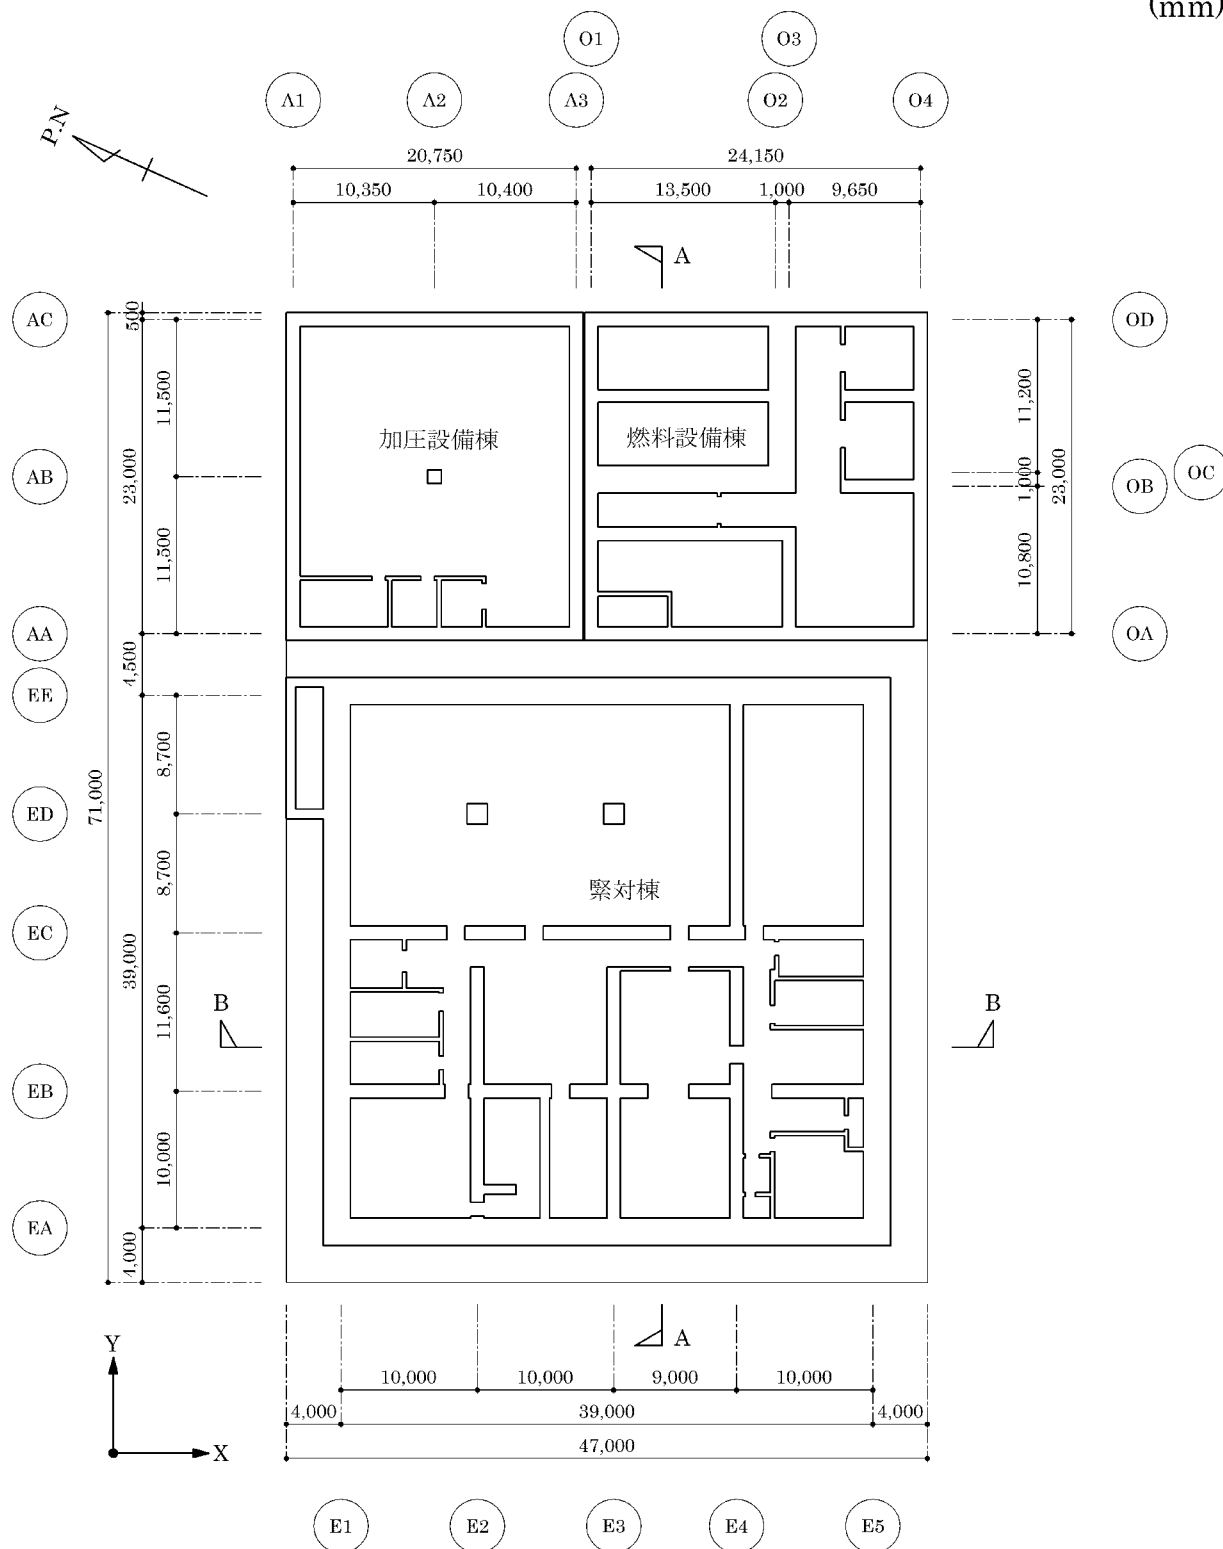 (mm)
O1 O3
A1 A2 A3 O2 O4
P.N
20,750 24,150
10,350 10,400 13,500 1,000 9,650
A
AC 500 OD
11,500 11,200
加圧設備棟 燃料設備棟
AB 23,000 1,000 23,000 OB OC
11,500 10,800
AA OA
4,500
EE
8,700
71,000 ED
8,700
緊対棟
EC
39,000
11,600
B B
EB
10,000
EA
4,000
Y A
10,000 10,000 9,000 10,000
4,000 39,000 4,000
X 47,000
E1 E2 E3 E4 E5